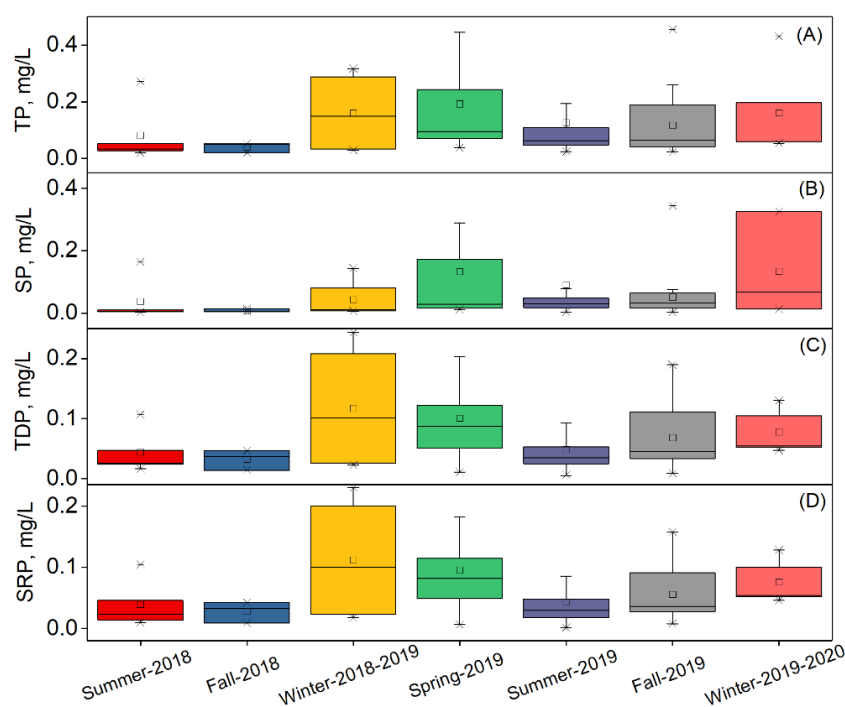 (A)
TP, mg/L
0.4
0.2
0.0
(B)
SP, mg/L
0.4
0.2
0.0
(C)
TDP, mg/L
0.2
0.1
0.0
(D)
SRP, mg/L
0.2
0.1
0.0
Summer-2018
Fall-2018
Winter-2018-2019
Spring-2019
Summer-2019
Fall-2019
Winter-2019-2020